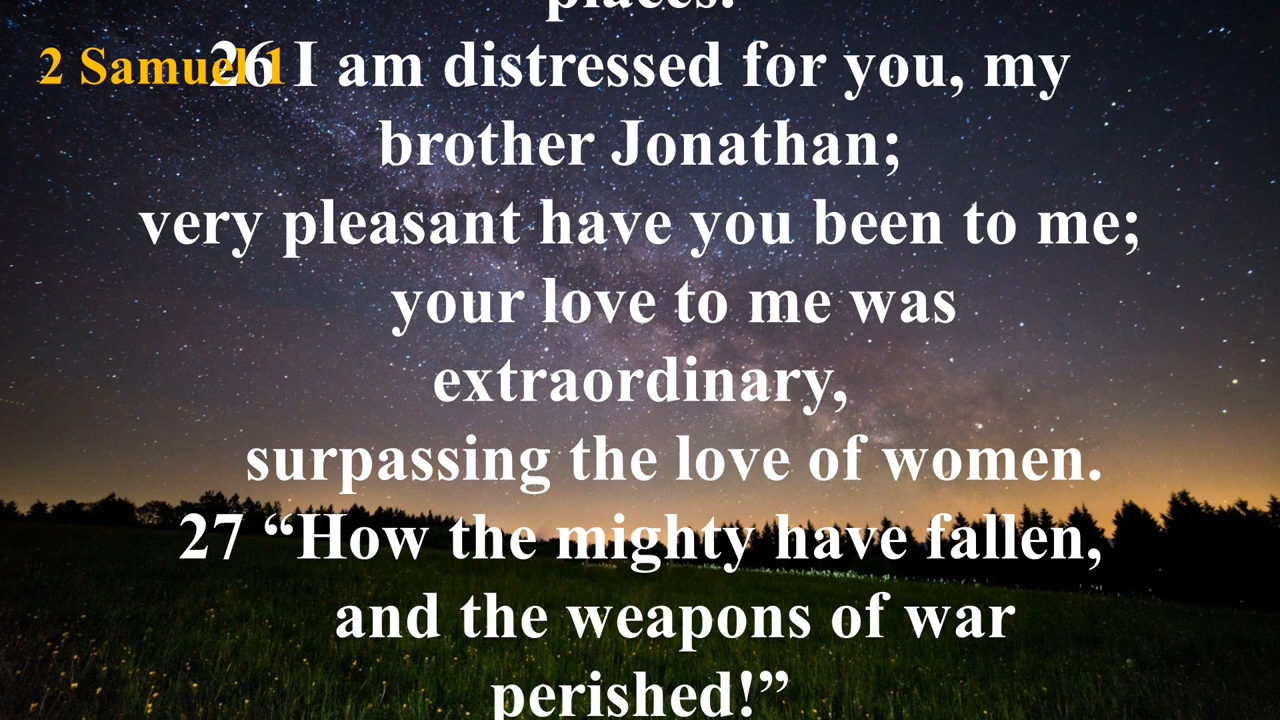 places.
2 Samuel 1
26 I am distressed for you, my
brother Jonathan;
very pleasant have you been to me;
your love to me was
extraordinary,
surpassing the love of women.
27 “How the mighty have fallen,
and the weapons of war
perished!”